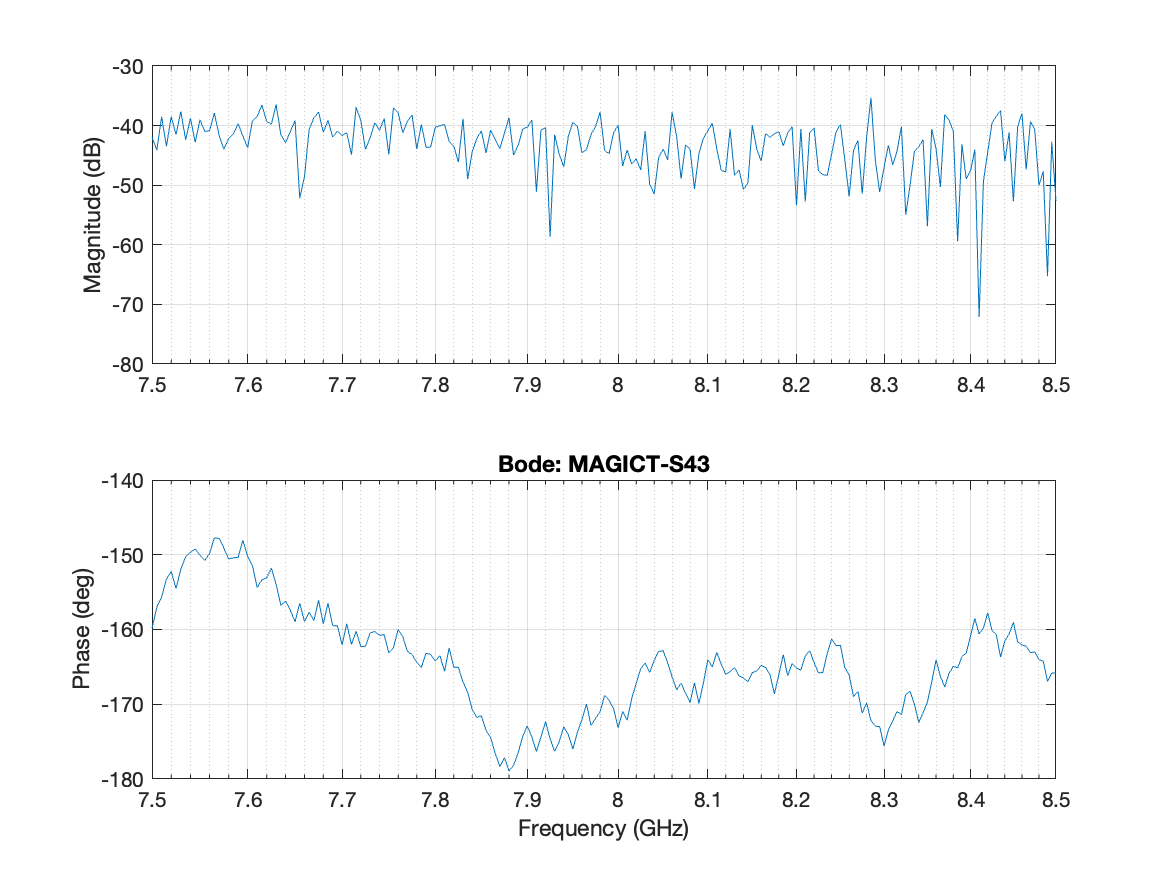 -30
-40
-50
-60
-70
-80
Magnitude (dB)
7.5 7.6 7.7 7.8 7.9 8 8.1 8.2 8.3 8.4 8.5
Bode: MAGICT-S43
-140
-150
-160
-170
-180
Phase (deg)
7.5 7.6 7.7 7.8 7.9 8 8.1 8.2 8.3 8.4 8.5
Frequency (GHz)